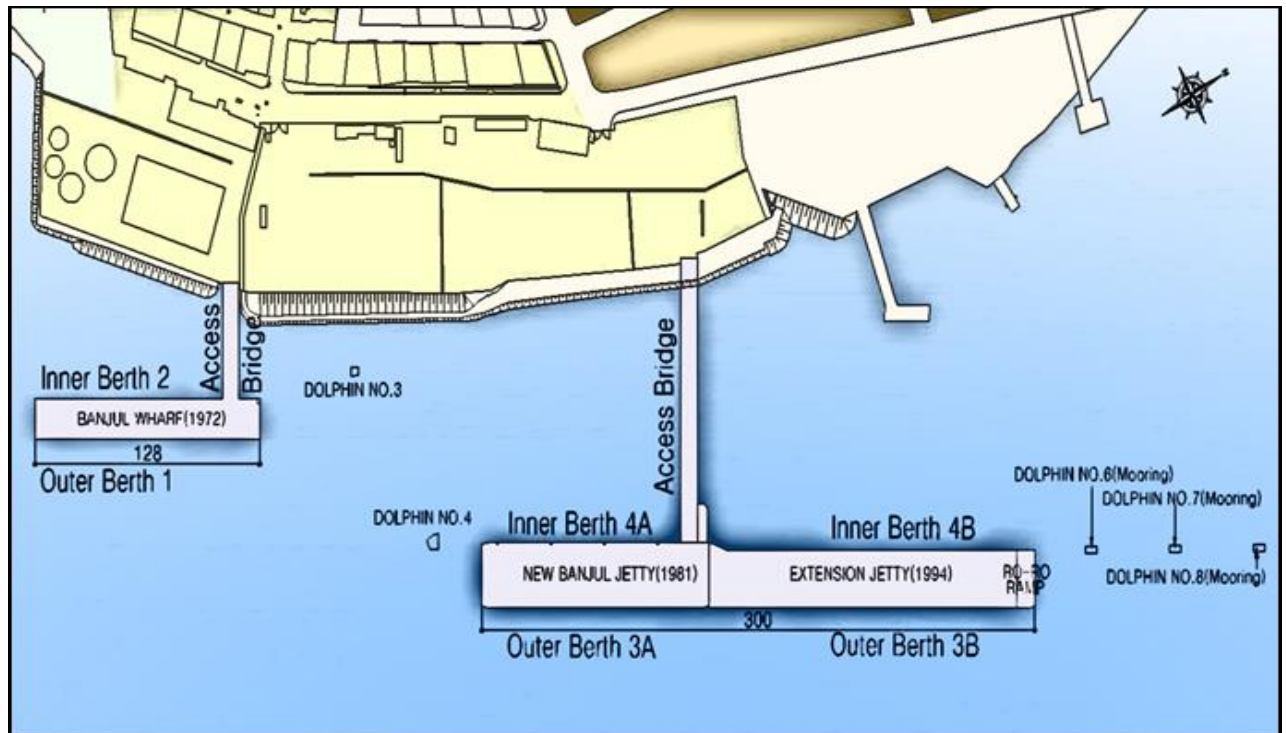 Inner Berth 2
Access
Bridge
DOLPHIN NO.3
BANJUL WHARF(1972)
128
Outer Berth 1
Access Bridge
DOLPHIN NO.4
Inner Berth 4A
Inner Berth 4B
DOLPHIN NO.6(Mooring)
DOLPHIN NO.7(Mooring)
DOLPHIN NO.8(Mooring)
NEW BANJUL JETTY(1981)
EXTENSION JETTY(1994)
RO-RO
RAMP
300
Outer Berth 3A
Outer Berth 3B